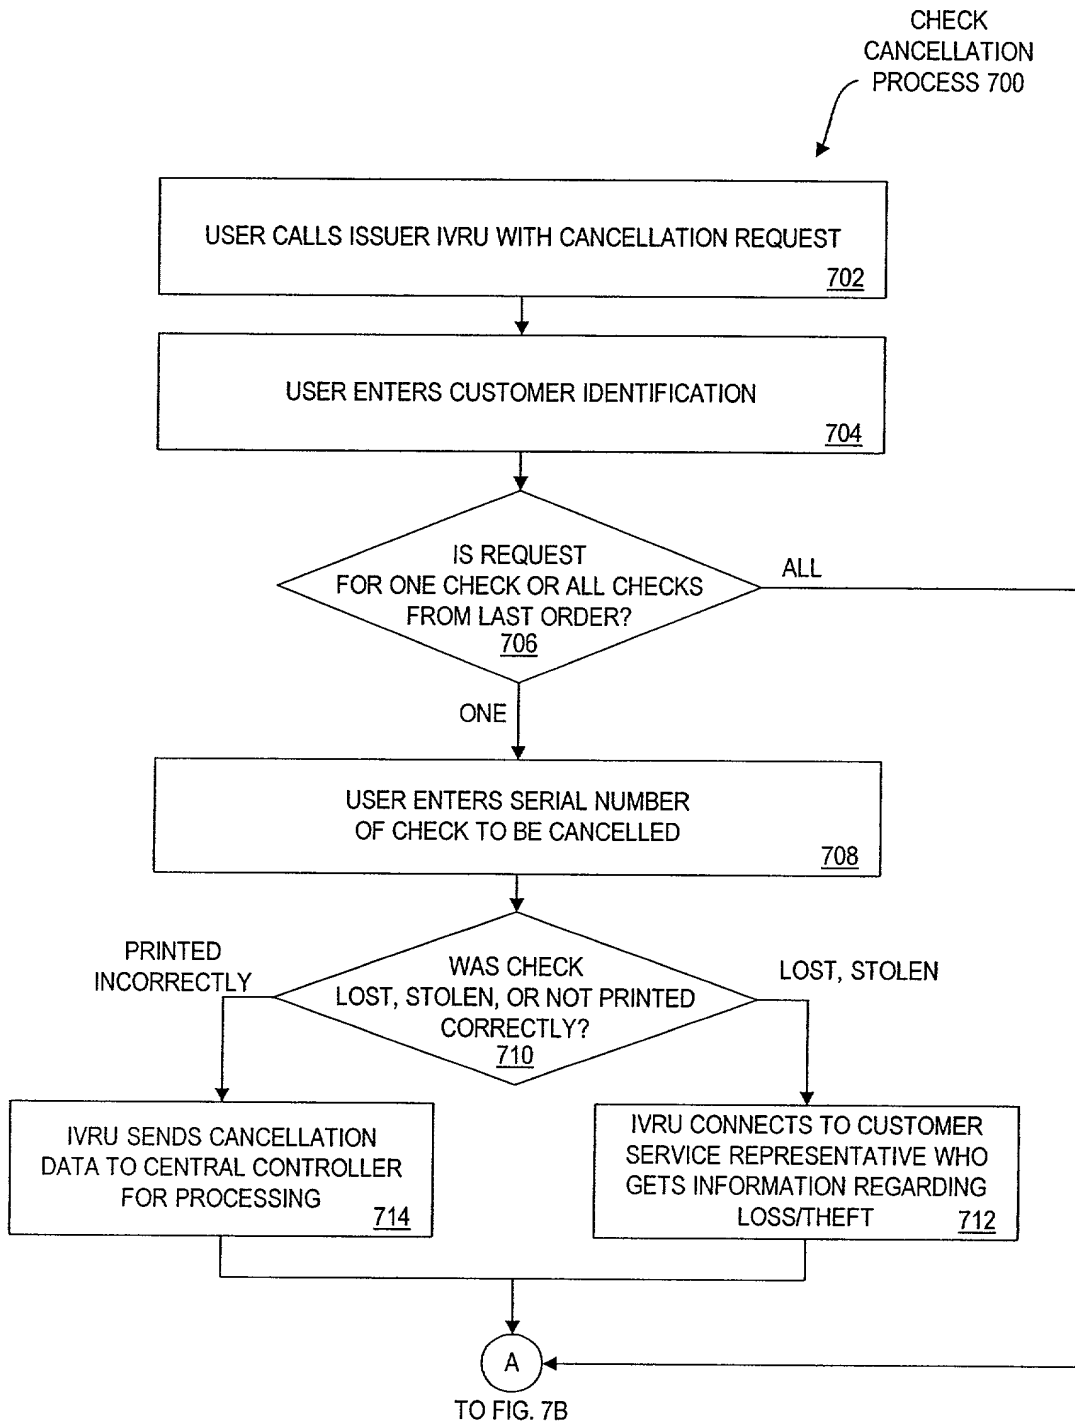 CHECK
CANCELLATION
PROCESS 700
USER CALLS ISSUER IVRU WITH CANCELLATION REQUEST
702
USER ENTERS CUSTOMER IDENTIFICATION
704
IS REQUEST
FOR ONE CHECK OR ALL CHECKS
FROM LAST ORDER?
706
ALL
ONE
USER ENTERS SERIAL NUMBER
OF CHECK TO BE CANCELLED
708
PRINTED
INCORRECTLY
WAS CHECK
LOST, STOLEN, OR NOT PRINTED
CORRECTLY?
710
LOST, STOLEN
IVRU SENDS CANCELLATION
DATA TO CENTRAL CONTROLLER
FOR PROCESSING
714
IVRU CONNECTS TO CUSTOMER
SERVICE REPRESENTATIVE WHO
GETS INFORMATION REGARDING
LOSS/THEFT
712
A
TO FIG. 7B